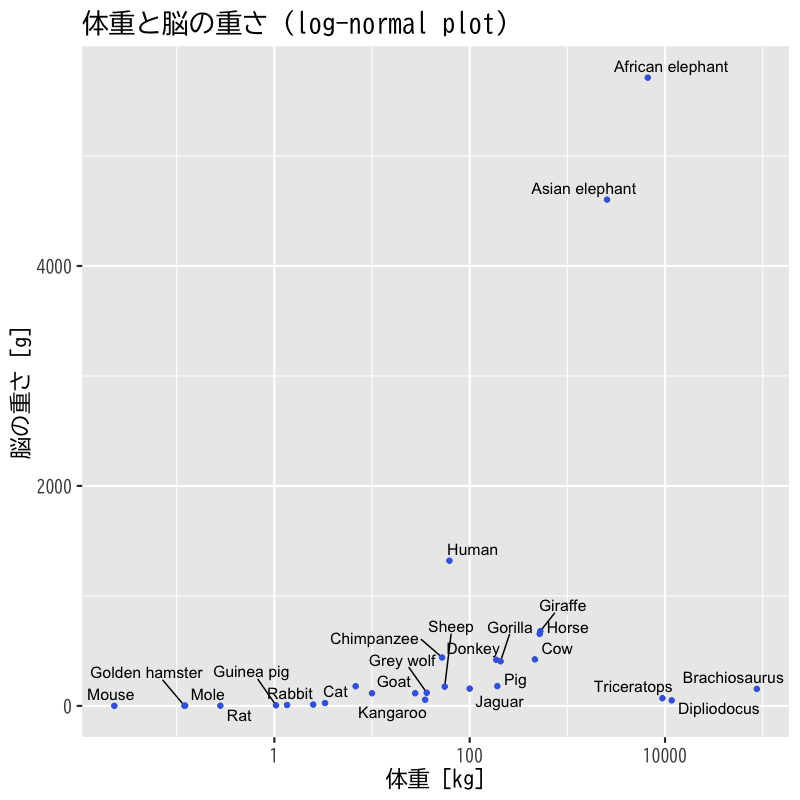 体重と脳の重さ (log-normal plot)
African elephant
Asian elephant
4000
脳の重さ [g]
2000
Human
Giraffe
Sheep
Gorilla
Horse
Chimpanzee
Donkey
Cow
Grey wolf
Golden hamster
Guinea pig
Goat
Pig
Brachiosaurus
Triceratops
Mouse
Mole
Rabbit
Cat
Jaguar
0
Rat
Kangaroo
Dipliodocus
1
100
10000
体重 [kg]